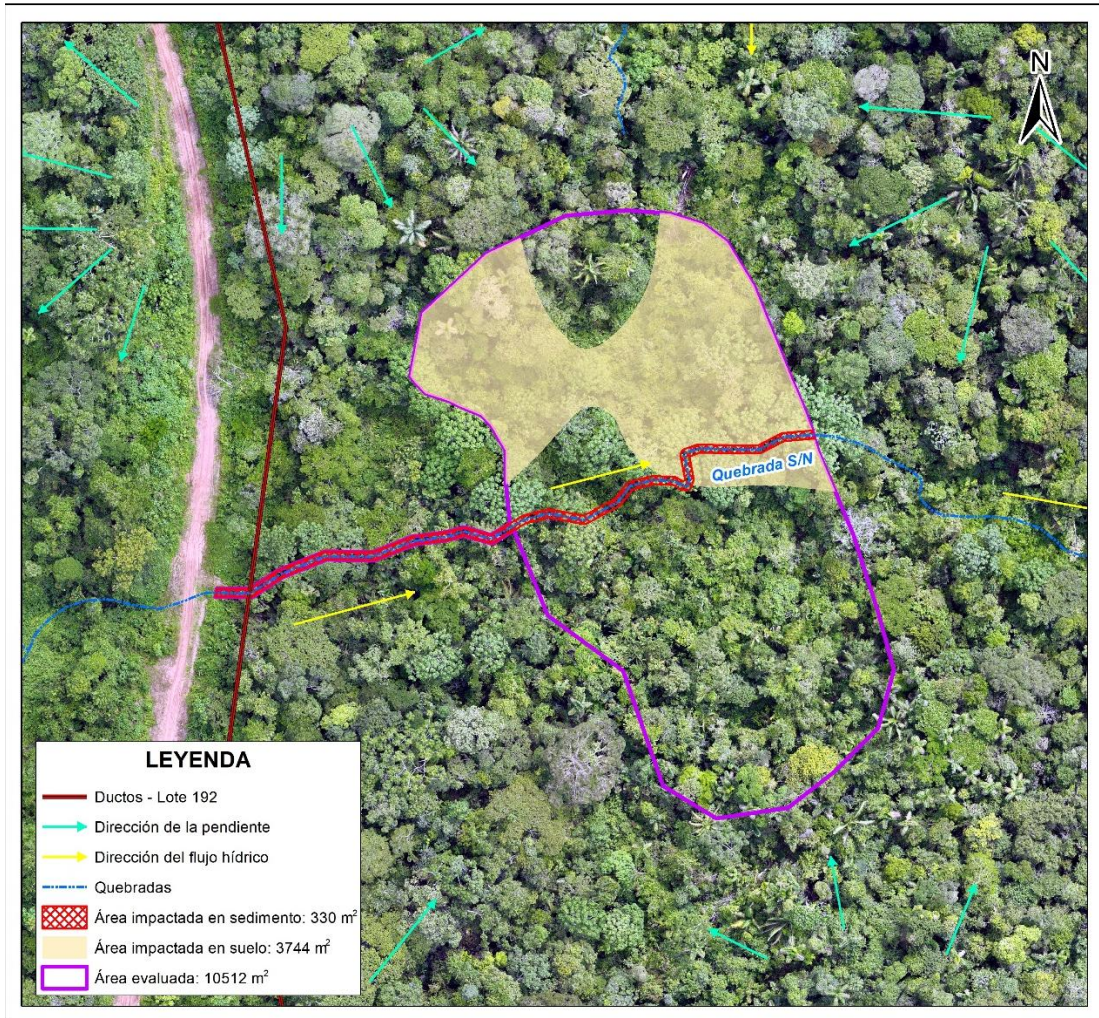 N
Quebrada S/N
LEYENDA
Ductos - Lote 192
Dirección de la pendiente
Dirección del flujo hídrico
Quebradas
Área impactada en sedimento: 330 m²
Área impactada en suelo: 3744 m²
Área evaluada: 10512 m²